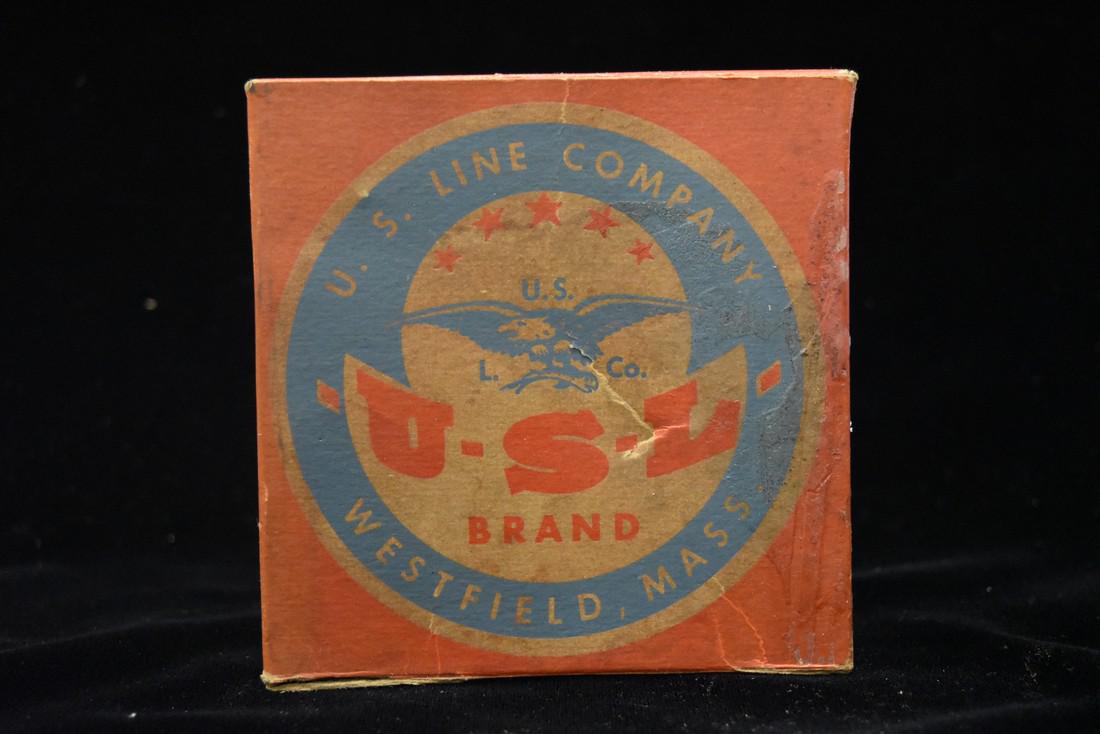 U. S. LINE COMPANY
U.S.
L. Co.
U·S·L
BRAND
WESTFIELD, MASS.